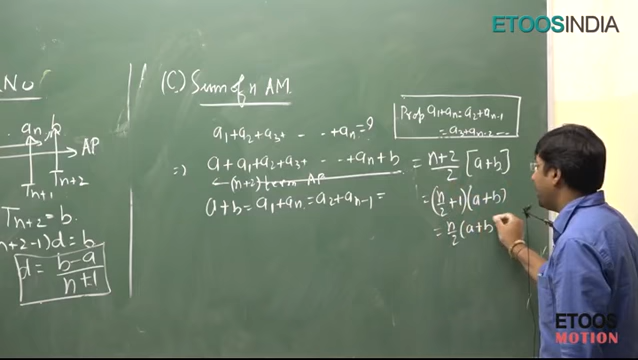 ETOOSINDIA
.No
an b
AP
Tn+1
Tn+2
Tn+2 = b
n+2-1)d = b
d = b-a/n+1
(C) Sum of n AM.
a1+a2+a3+ .. ..+an=?
=> a+a1+a2+a3+ .. ..+an+b
(n+2) term AP
a+b = a1+an = a2+an-1 =
Prop a1+an = a2+an-1
= a3+an-2 ....
= n+2/2 [a+b]
= (n/2+1)(a+b)
= n/2 (a+b
ETOOS
MOTION